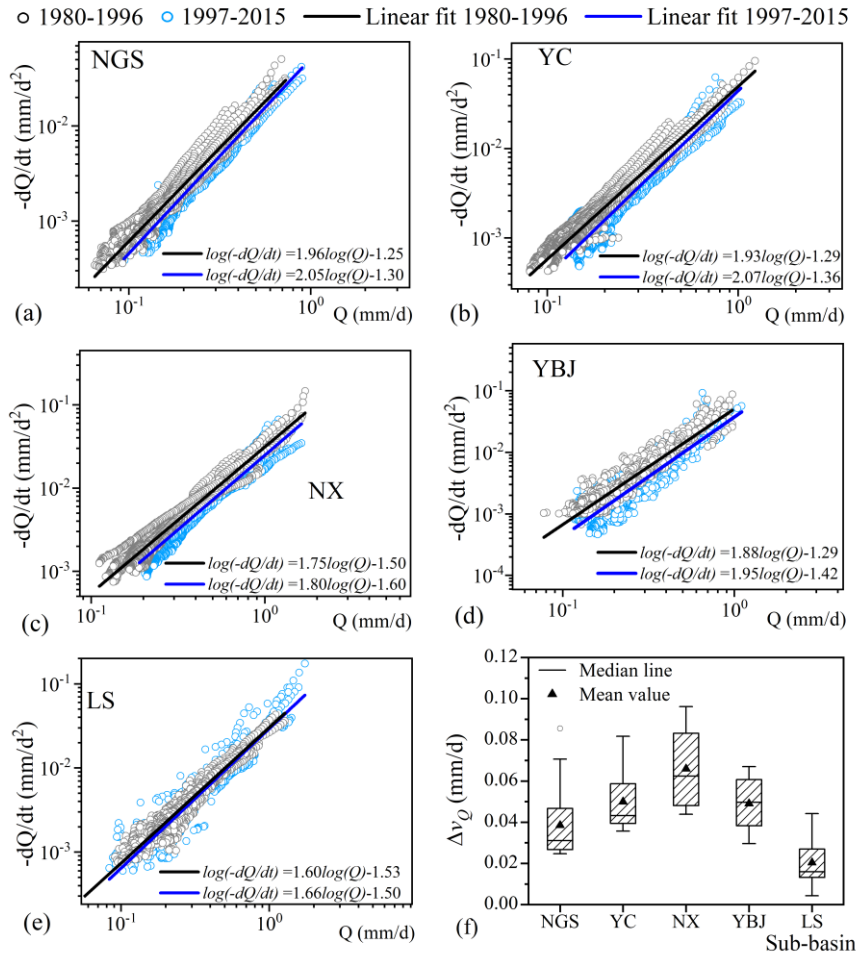 1980-1996 1997-2015 Linear fit 1980-1996 Linear fit 1997-2015
NGS
-dQ/dt (mm/d²)
10⁻²
10⁻³
log(-dQ/dt) =1.96log(Q)-1.25
log(-dQ/dt) =2.05log(Q)-1.30
10⁻¹ 10⁰
(a) Q (mm/d)
YC
-dQ/dt (mm/d²)
10⁻¹
10⁻²
10⁻³
log(-dQ/dt) =1.93log(Q)-1.29
log(-dQ/dt) =2.07log(Q)-1.36
10⁻¹ 10⁰
(b) Q (mm/d)
NX
-dQ/dt (mm/d²)
10⁻¹
10⁻²
10⁻³
log(-dQ/dt) =1.75log(Q)-1.50
log(-dQ/dt) =1.80log(Q)-1.60
10⁻¹ 10⁰
(c) Q (mm/d)
YBJ
-dQ/dt (mm/d²)
10⁻¹
10⁻²
10⁻³
10⁻⁴
log(-dQ/dt) =1.88log(Q)-1.29
log(-dQ/dt) =1.95log(Q)-1.42
10⁻¹ 10⁰
(d) Q (mm/d)
LS
-dQ/dt (mm/d²)
10⁻¹
10⁻²
10⁻³
log(-dQ/dt) =1.60log(Q)-1.53
log(-dQ/dt) =1.66log(Q)-1.50
10⁻¹ 10⁰
(e) Q (mm/d)
Median line
Mean value
Δv_Q (mm/d)
0.12
0.10
0.08
0.06
0.04
0.02
0.00
NGS YC NX YBJ LS
(f) Sub-basin